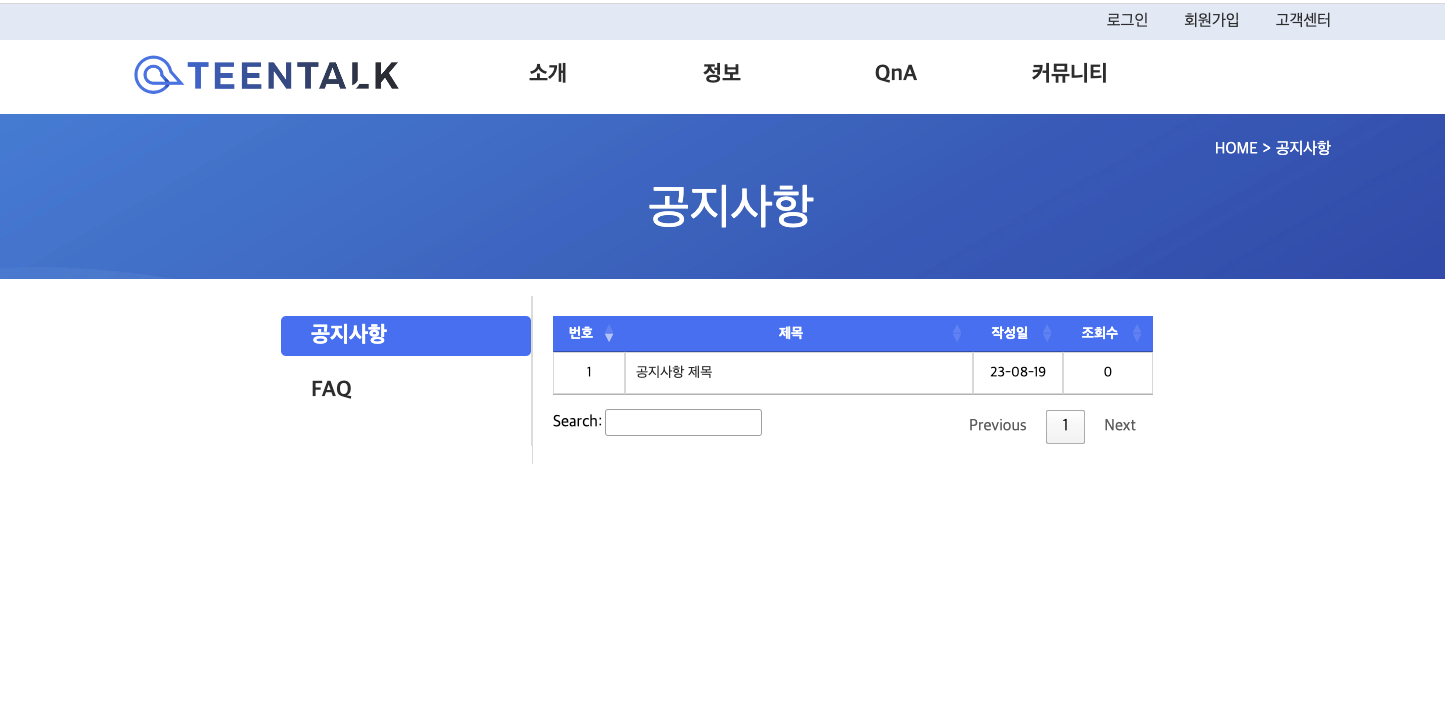 로그인 회원가입 고객센터
TEENTALK 소개 정보 QnA 커뮤니티
HOME > 공지사항
공지사항
공지사항
FAQ
번호 제목 작성일 조회수
1 공지사항 제목 23-08-19 0
Search: Previous 1 Next